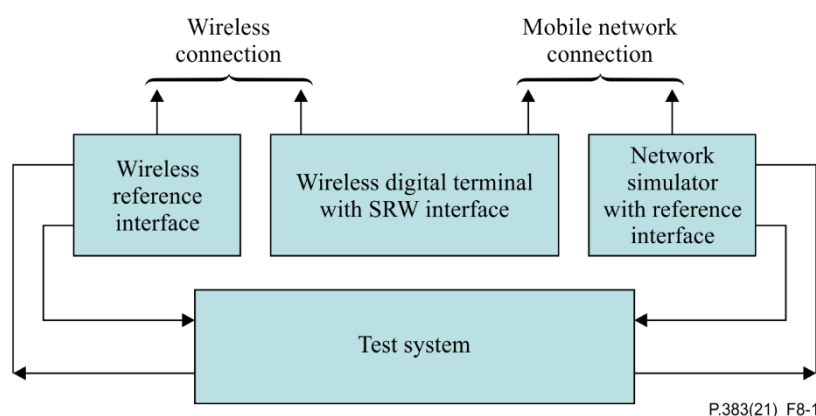 Wireless
connection
Mobile network
connection
Wireless
reference
interface
Wireless digital terminal
with SRW interface
Network
simulator
with reference
interface
Test system
P.383(21)_F8-1